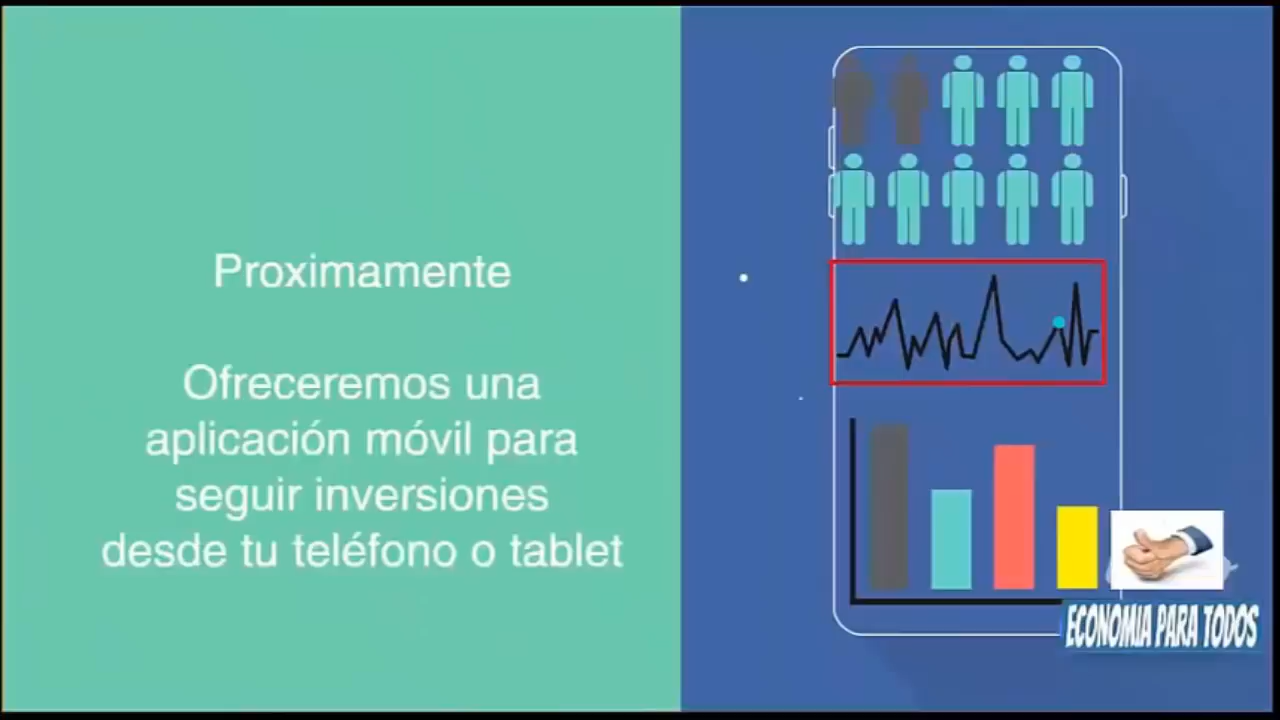 Proximamente
Ofreceremos una
aplicación móvil para
seguir inversiones
desde tu teléfono o tablet
ECONOMIA PARA TODOS